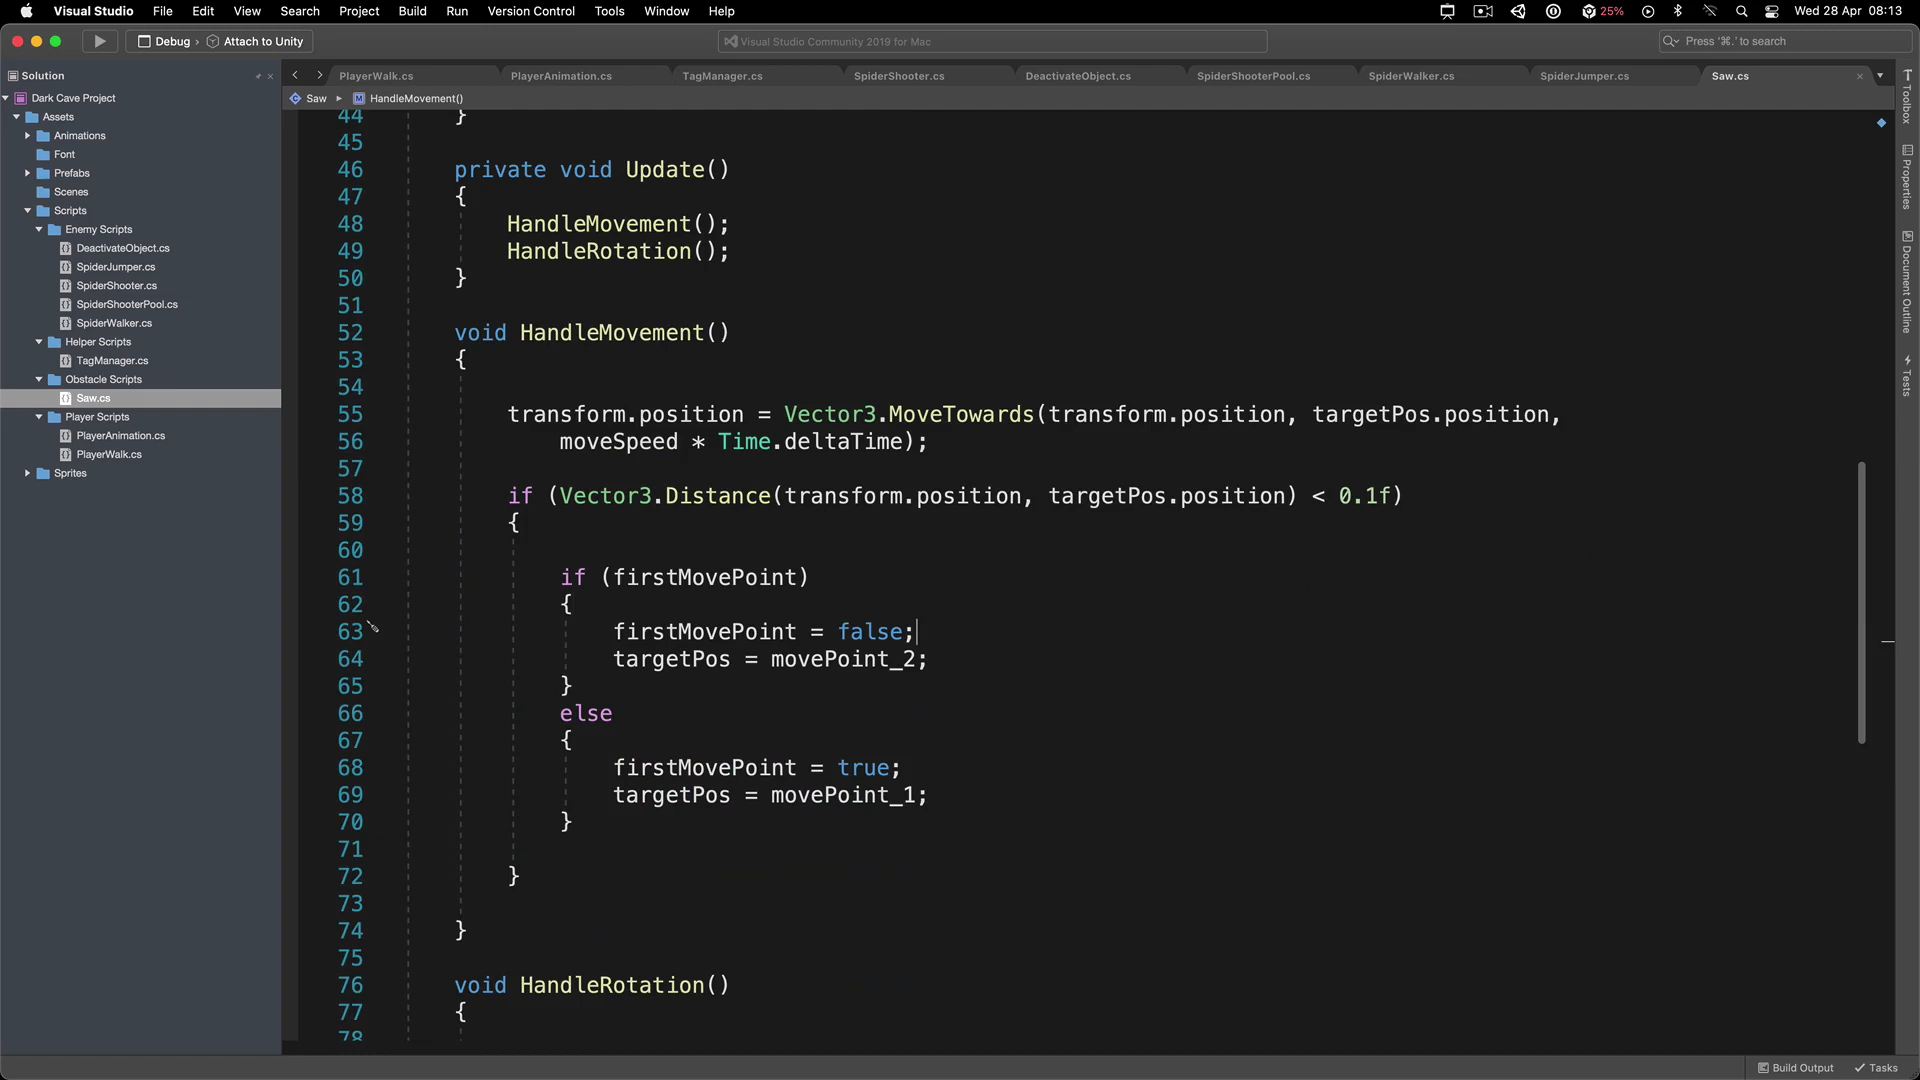 Visual Studio File Edit View Search Project Build Run Version Control Tools Window Help 25% Wed 28 Apr 08:13
Debug › Attach to Unity Visual Studio Community 2019 for Mac Press '⌘.' to search
Solution
Dark Cave Project
Assets
Animations
Font
Prefabs
Scenes
Scripts
Enemy Scripts
DeactivateObject.cs
SpiderJumper.cs
SpiderShooter.cs
SpiderShooterPool.cs
SpiderWalker.cs
Helper Scripts
TagManager.cs
Obstacle Scripts
Saw.cs
Player Scripts
PlayerAnimation.cs
PlayerWalk.cs
Sprites
PlayerWalk.cs PlayerAnimation.cs TagManager.cs SpiderShooter.cs DeactivateObject.cs SpiderShooterPool.cs SpiderWalker.cs SpiderJumper.cs Saw.cs
Saw HandleMovement()
44 }
45
46 private void Update()
47 {
48 HandleMovement();
49 HandleRotation();
50 }
51
52 void HandleMovement()
53 {
54
55 transform.position = Vector3.MoveTowards(transform.position, targetPos.position,
56 moveSpeed * Time.deltaTime);
57
58 if (Vector3.Distance(transform.position, targetPos.position) < 0.1f)
59 {
60
61 if (firstMovePoint)
62 {
63 firstMovePoint = false;
64 targetPos = movePoint_2;
65 }
66 else
67 {
68 firstMovePoint = true;
69 targetPos = movePoint_1;
70 }
71
72 }
73
74 }
75
76 void HandleRotation()
77 {
78
Toolbox
Properties
Document Outline
Tests
Build Output Tasks